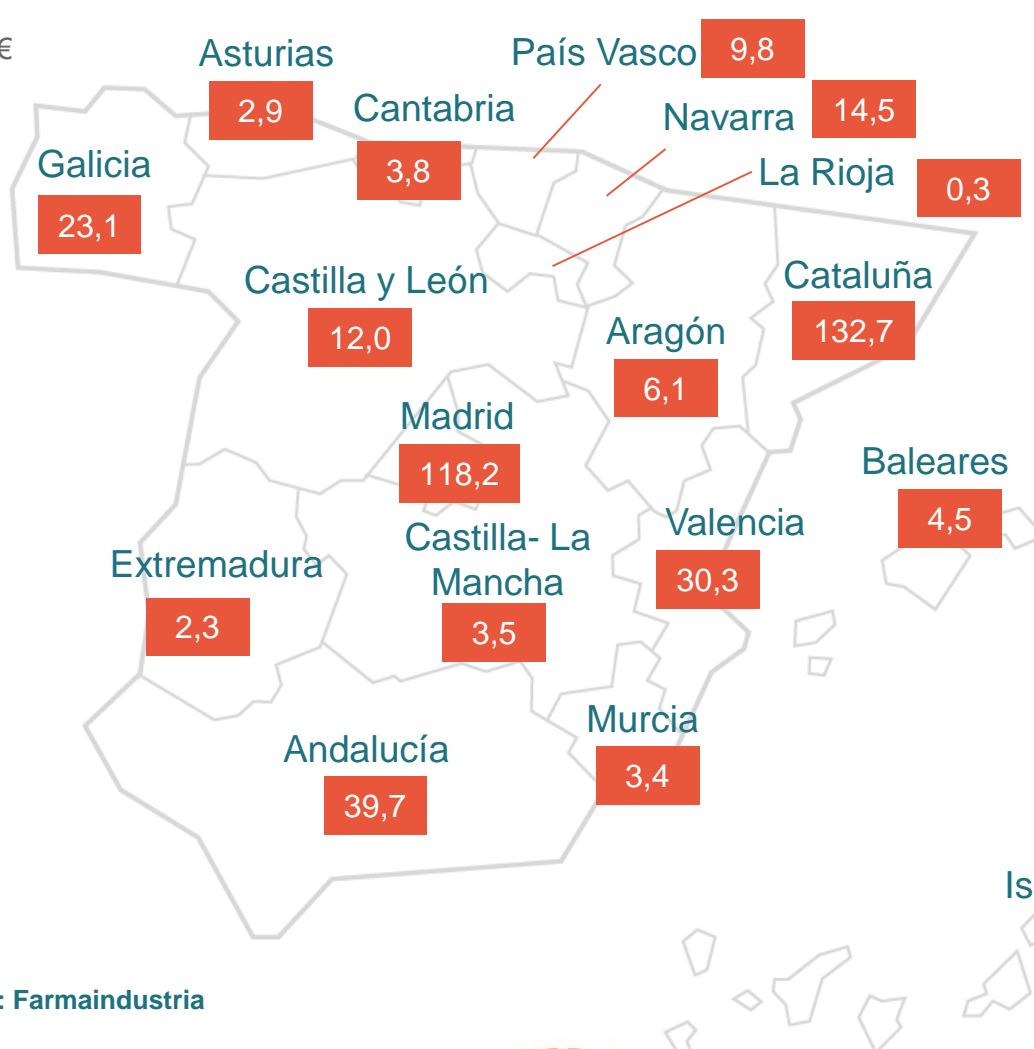 €
Asturias
2,9
País Vasco
9,8
Cantabria
3,8
Navarra
14,5
Galicia
23,1
La Rioja
0,3
Castilla y León
12,0
Cataluña
132,7
Aragón
6,1
Madrid
118,2
Baleares
4,5
Castilla- La
Mancha
3,5
Valencia
30,3
Extremadura
2,3
Murcia
3,4
Andalucía
39,7
Is
: Farmaindustria